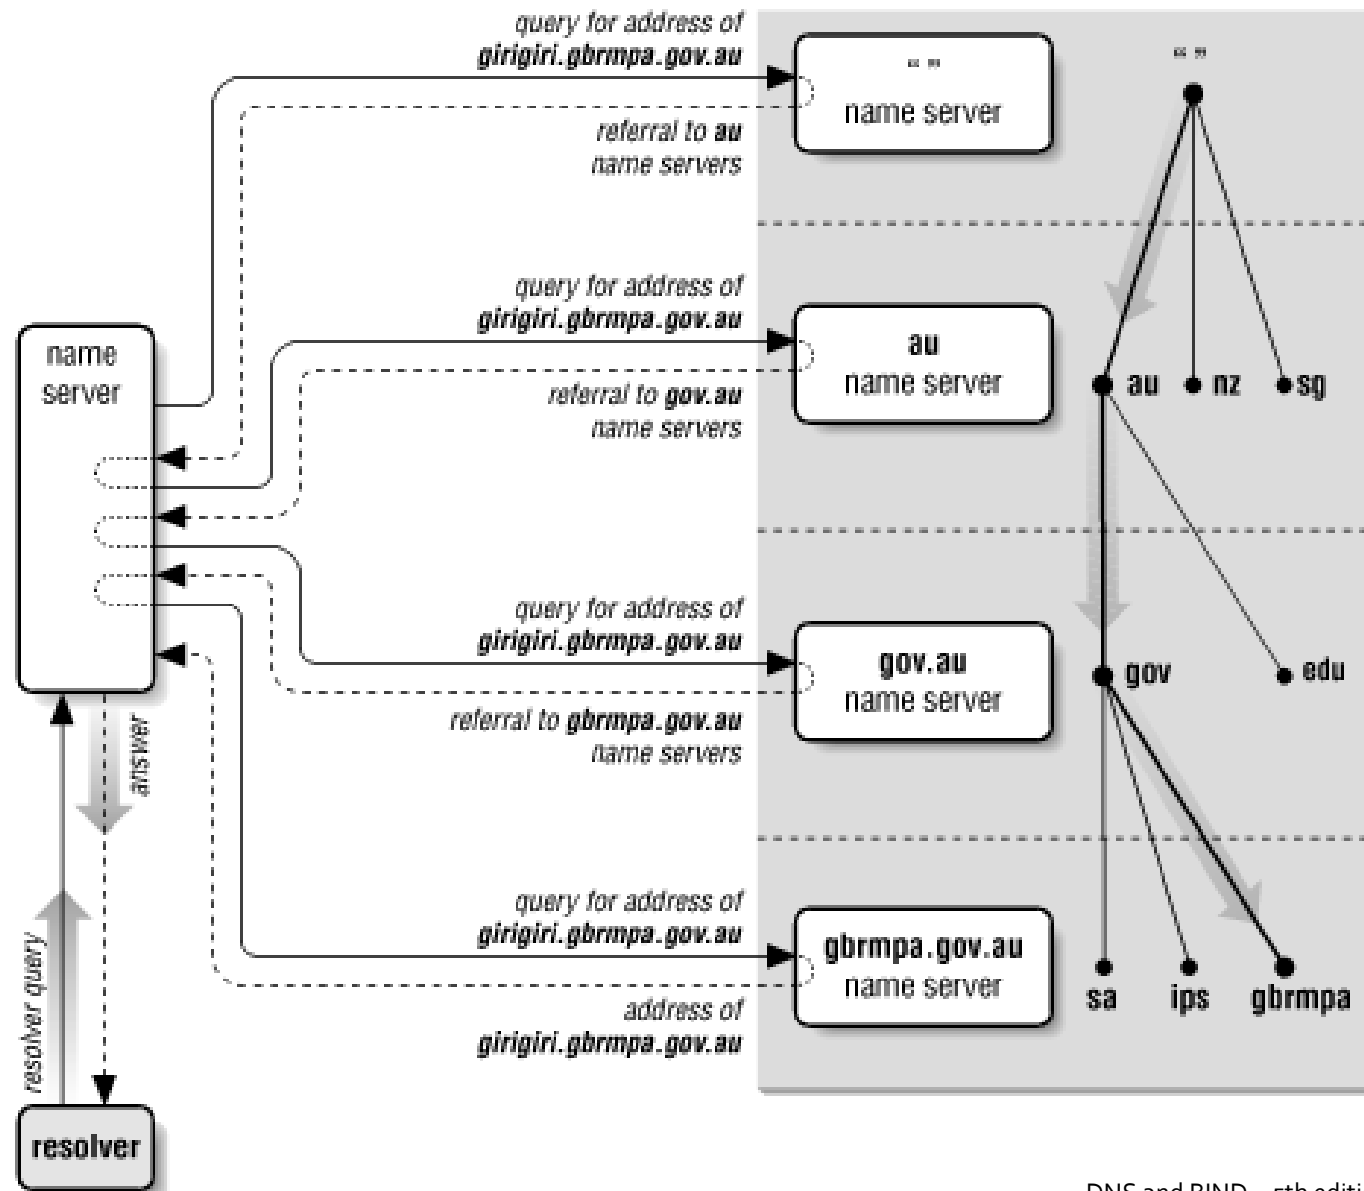 query for address of
girigiri.gbrmpa.gov.au
“ ”
name server
“ ”
referral to au
name servers
query for address of
girigiri.gbrmpa.gov.au
au
name server
au
nz
sg
referral to gov.au
name servers
name
server
query for address of
girigiri.gbrmpa.gov.au
gov.au
name server
gov
edu
referral to gbrmpa.gov.au
name servers
answer
query for address of
girigiri.gbrmpa.gov.au
gbrmpa.gov.au
name server
sa
ips
gbrmpa
address of
girigiri.gbrmpa.gov.au
resolver query
resolver
DNS and BIND 5th